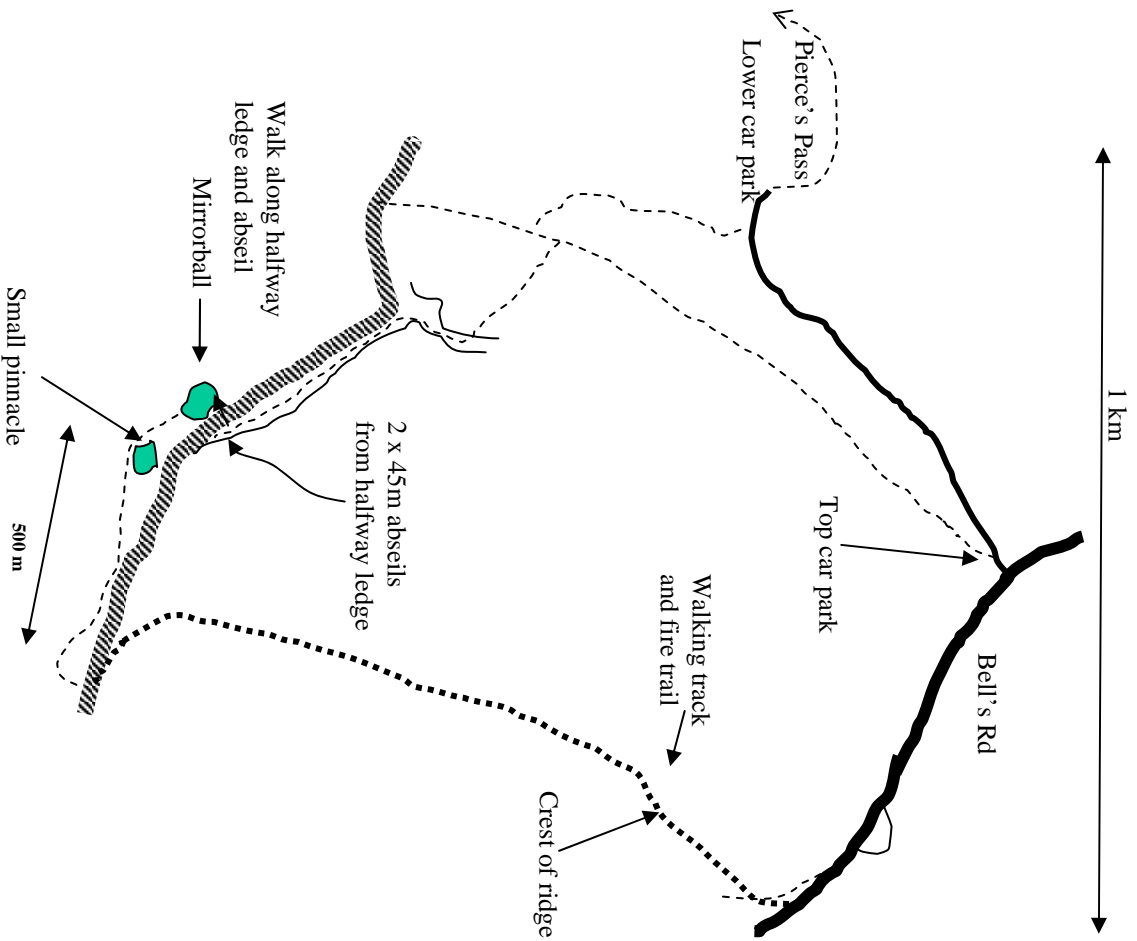 1 km
Bell's Rd
Pierce's Pass
Lower car park
Top car park
Walking track
and fire trail
Crest of ridge
2 x 45m abseils
from halfway ledge
Walk along halfway
ledge and abseil
Mirrorball
Small pinnacle
500 m